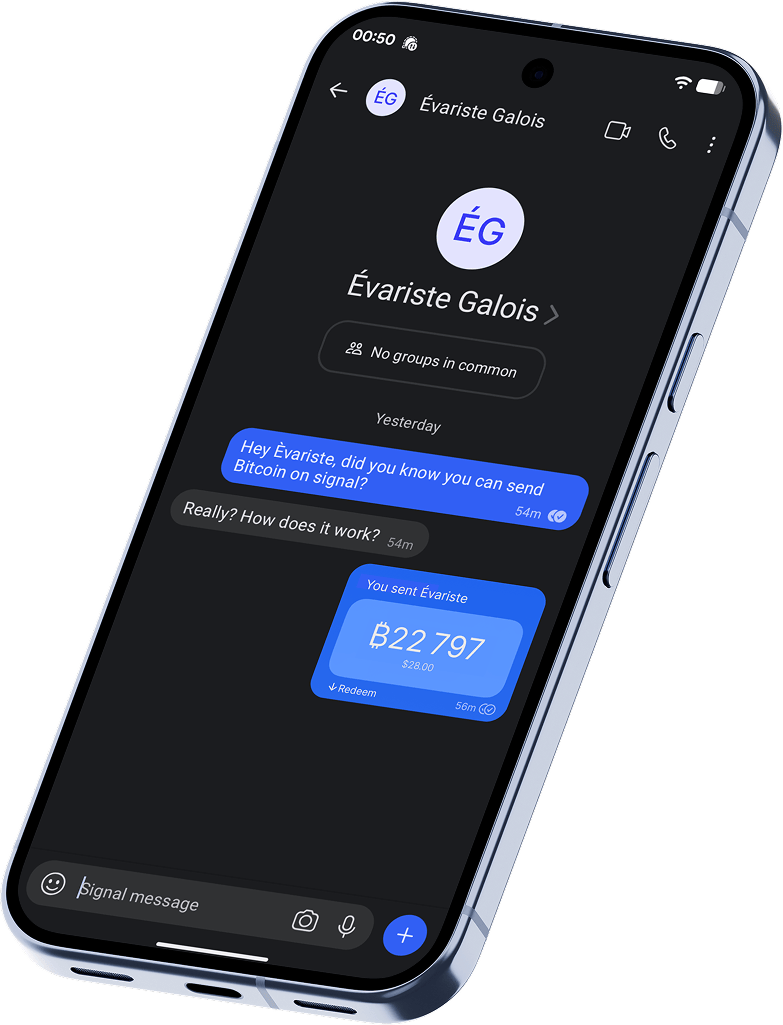 00:50
ÉG
Évariste Galois
ÉG
Évariste Galois
No groups in common
Yesterday
Hey Èvariste, did you know you can send
Bitcoin on signal?
54m
Really? How does it work?
54m
You sent Évariste
₿22 797
$28.00
Redeem
56m
Signal message